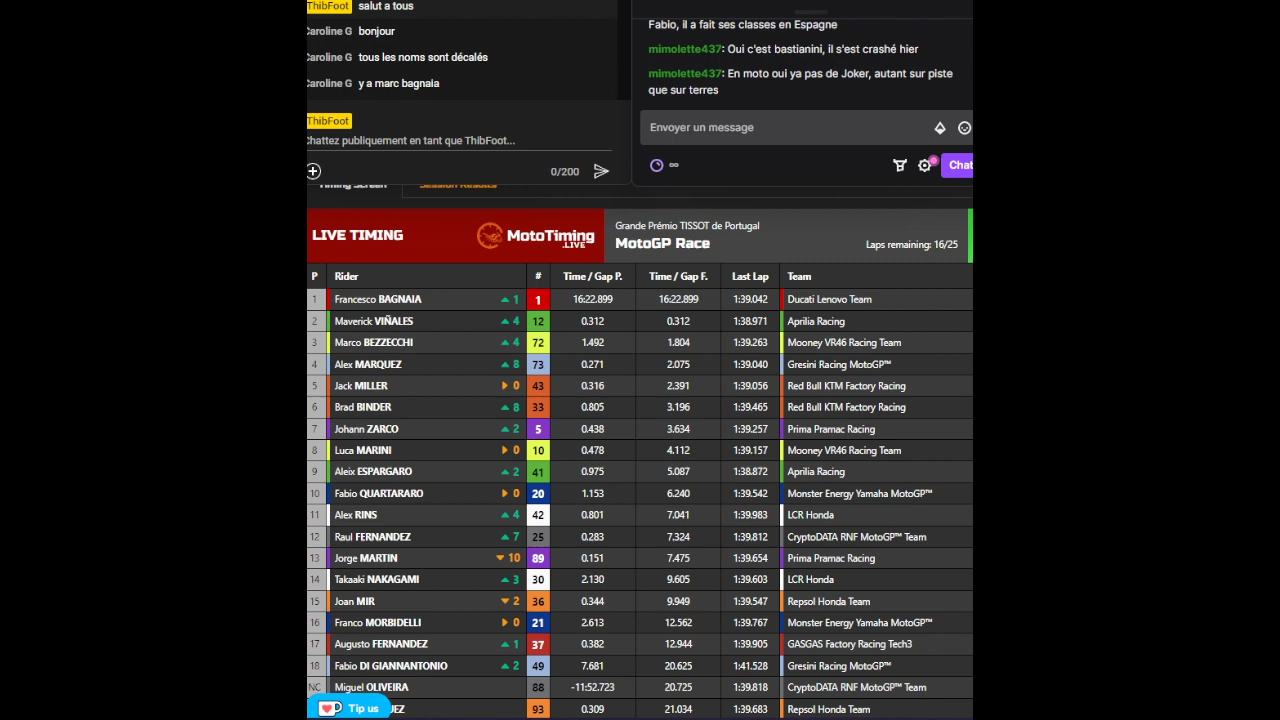 ThibFoot salut a tous
Caroline G bonjour
Caroline G tous les noms sont décalés
Caroline G y a marc bagnaia
ThibFoot
Chattez publiquement en tant que ThibFoot...
0/200
Fabio, il a fait ses classes en Espagne
mimolette437: Oui c'est bastianini, il s'est crashé hier
mimolette437: En moto oui ya pas de Joker, autant sur piste
que sur terres
Envoyer un message
∞
Chat
Timing Screen Session Results
LIVE TIMING MotoTiming
.LIVE
Grande Prémio TISSOT de Portugal
MotoGP Race Laps remaining: 16/25
P Rider # Time / Gap P. Time / Gap F. Last Lap Team
1 Francesco BAGNAIA 1 1 16:22.899 16:22.899 1:39.042 Ducati Lenovo Team
2 Maverick VIÑALES 4 12 0.312 0.312 1:38.971 Aprilia Racing
3 Marco BEZZECCHI 4 72 1.492 1.804 1:39.263 Mooney VR46 Racing Team
4 Alex MARQUEZ 8 73 0.271 2.075 1:39.040 Gresini Racing MotoGP™
5 Jack MILLER 0 43 0.316 2.391 1:39.056 Red Bull KTM Factory Racing
6 Brad BINDER 8 33 0.805 3.196 1:39.465 Red Bull KTM Factory Racing
7 Johann ZARCO 2 5 0.438 3.634 1:39.257 Prima Pramac Racing
8 Luca MARINI 0 10 0.478 4.112 1:39.157 Mooney VR46 Racing Team
9 Aleix ESPARGARO 2 41 0.975 5.087 1:38.872 Aprilia Racing
10 Fabio QUARTARARO 0 20 1.153 6.240 1:39.542 Monster Energy Yamaha MotoGP™
11 Alex RINS 4 42 0.801 7.041 1:39.983 LCR Honda
12 Raul FERNANDEZ 7 25 0.283 7.324 1:39.812 CryptoDATA RNF MotoGP™ Team
13 Jorge MARTIN 10 89 0.151 7.475 1:39.654 Prima Pramac Racing
14 Takaaki NAKAGAMI 3 30 2.130 9.605 1:39.603 LCR Honda
15 Joan MIR 2 36 0.344 9.949 1:39.547 Repsol Honda Team
16 Franco MORBIDELLI 0 21 2.613 12.562 1:39.767 Monster Energy Yamaha MotoGP™
17 Augusto FERNANDEZ 1 37 0.382 12.944 1:39.905 GASGAS Factory Racing Tech3
18 Fabio DI GIANNANTONIO 2 49 7.681 20.625 1:41.528 Gresini Racing MotoGP™
NC Miguel OLIVEIRA 88 -11:52.723 20.725 1:39.818 CryptoDATA RNF MotoGP™ Team
Tip us UEZ 93 0.309 21.034 1:39.683 Repsol Honda Team